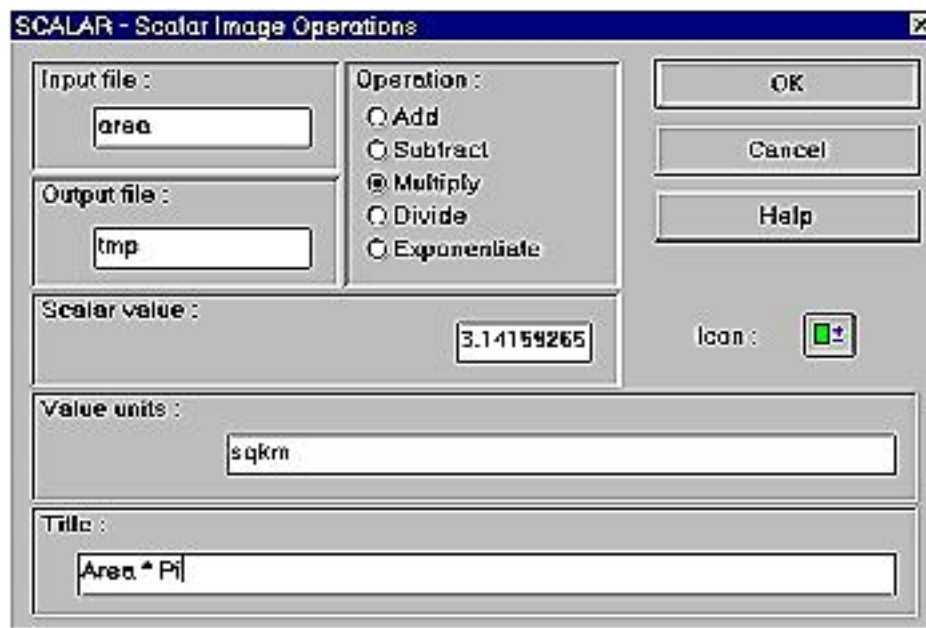 SCALAR - Scalar Image Operations
Input file :
area
Output file :
tmp
Operation :
Add
Subtract
Multiply
Divide
Exponentiate
OK
Cancel
Help
Scalar value :
3.14159265
Icon :
Value units :
sqkm
Title :
Area * Pi